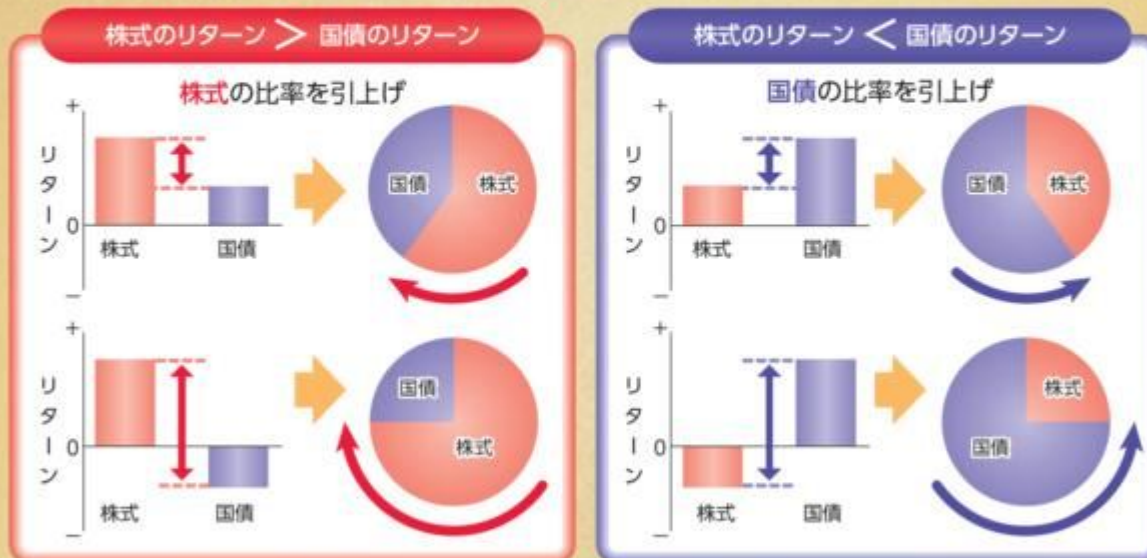 株式のリターン > 国債のリターン
株式の比率を引上げ
+
リターン
0
株式
国債
−
国債
株式
+
リターン
0
株式
国債
−
国債
株式
株式のリターン < 国債のリターン
国債の比率を引上げ
+
リターン
0
株式
国債
−
国債
株式
+
リターン
0
株式
国債
−
株式
国債